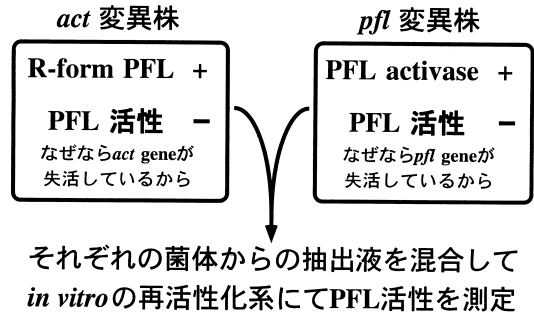 act 変異株
R-form PFL +
PFL 活性 −
なぜならact geneが
失活しているから
pfl 変異株
PFL activase +
PFL 活性 −
なぜならpfl geneが
失活しているから
それぞれの菌体からの抽出液を混合して
in vitroの再活性化系にてPFL活性を測定